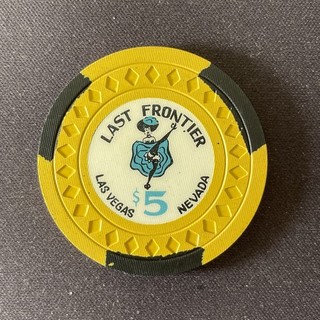 LAST FRONTIER
LAS VEGAS NEVADA
$5